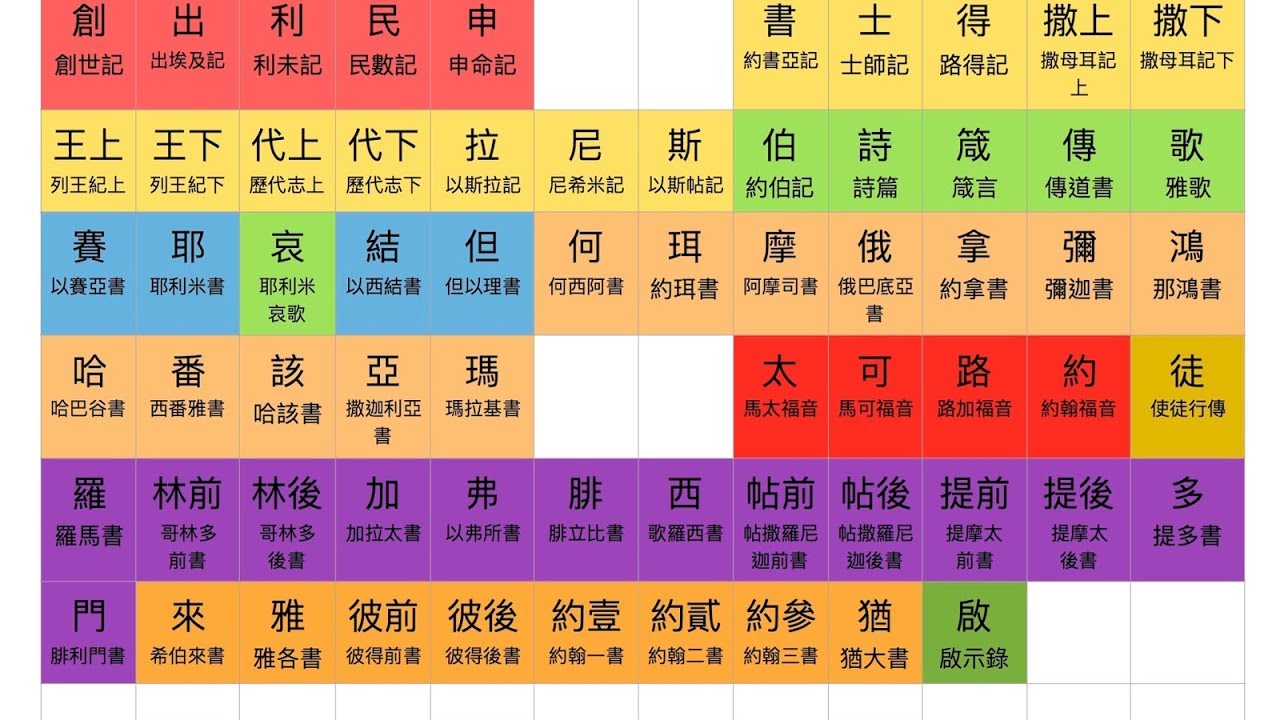 創 出 利 民 申 書 士 得 撒上 撒下
創世記 出埃及記 利未記 民數記 申命記 約書亞記 士師記 路得記 撒母耳記 撒母耳記下
上
王上 王下 代上 代下 拉 尼 斯 伯 詩 箴 傳 歌
列王紀上 列王紀下 歷代志上 歷代志下 以斯拉記 尼希米記 以斯帖記 約伯記 詩篇 箴言 傳道書 雅歌
賽 耶 哀 結 但 何 珥 摩 俄 拿 彌 鴻
以賽亞書 耶利米書 耶利米 以西結書 但以理書 何西阿書 約珥書 阿摩司書 俄巴底亞 約拿書 彌迦書 那鴻書
哀歌 書
哈 番 該 亞 瑪 太 可 路 約 徒
哈巴谷書 西番雅書 哈該書 撒迦利亞 瑪拉基書 馬太福音 馬可福音 路加福音 約翰福音 使徒行傳
書
羅 林前 林後 加 弗 腓 西 帖前 帖後 提前 提後 多
羅馬書 哥林多 哥林多 加拉太書 以弗所書 腓立比書 歌羅西書 帖撒羅尼 帖撒羅尼 提摩太 提摩太 提多書
前書 後書 迦前書 迦後書 前書 後書
門 來 雅 彼前 彼後 約壹 約貳 約參 猶 啟
腓利門書 希伯來書 雅各書 彼得前書 彼得後書 約翰一書 約翰二書 約翰三書 猶大書 啟示錄